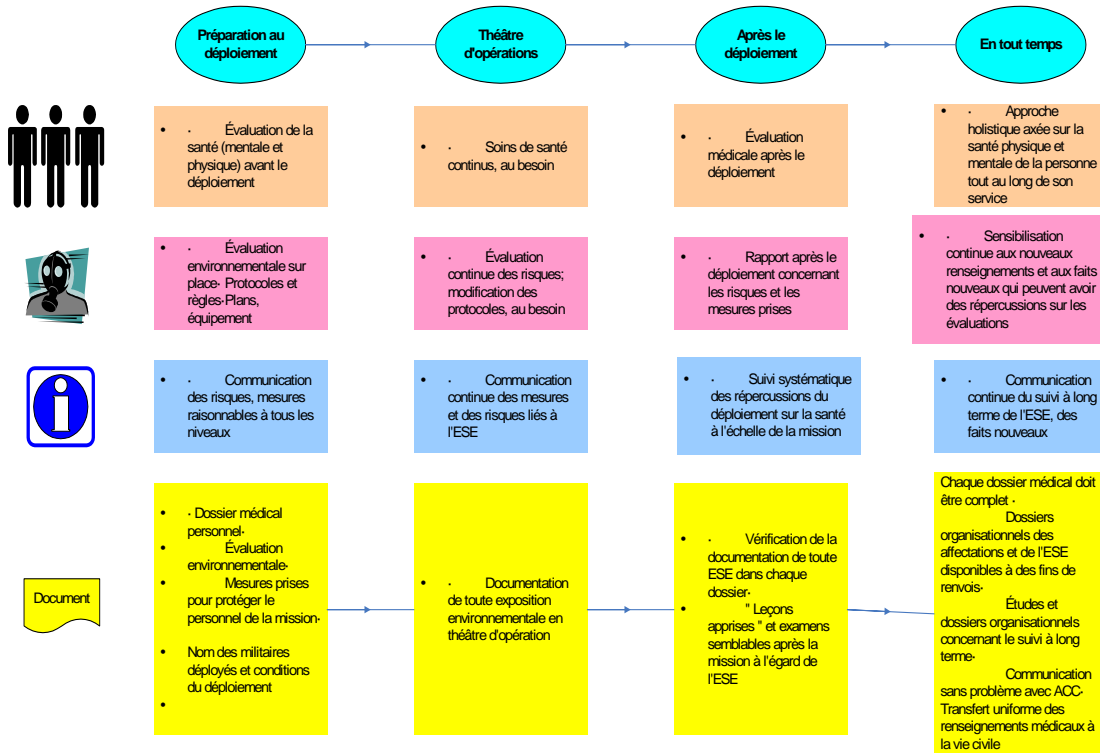 Préparation au
déploiement
Théâtre
d'opérations
Après le
déploiement
En tout temps
• · Évaluation de la
santé (mentale et
physique) avant le
déploiement
• · Soins de santé
continus, au besoin
• · Évaluation
médicale après le
déploiement
• · Approche
holistique axée sur la
santé physique et
mentale de la personne
tout au long de son
service
• · Évaluation
environnementale sur
place· Protocoles et
règles·Plans,
équipement
• · Évaluation
continue des risques;
modification des
protocoles, au besoin
• · Rapport après le
déploiement concernant
les risques et les
mesures prises
• · Sensibilisation
continue aux nouveaux
renseignements et aux faits
nouveaux qui peuvent avoir
des répercussions sur les
évaluations
• · Communication
des risques, mesures
raisonnables à tous les
niveaux
• · Communication
continue des mesures
et des risques liés à
l'ESE
• · Suivi systématique
des répercussions du
déploiement sur la santé
à l'échelle de la mission
• · Communication
continue du suivi à long
terme de l'ESE, des
faits nouveaux
Document
• · Dossier médical
personnel·
• Évaluation
environnementale·
• Mesures prises
pour protéger le
personnel de la mission·
• Nom des militaires
déployés et conditions
du déploiement
•
• · Documentation
de toute exposition
environnementale en
théâtre d'opération
• · Vérification de la
documentation de toute
ESE dans chaque
dossier·
• " Leçons
apprises " et examens
semblables après la
mission à l'égard de
l'ESE
Chaque dossier médical doit
être complet ·
Dossiers
organisationnels des
affectations et de l'ESE
disponibles à des fins de
renvois·
Études et
dossiers organisationnels
concernant le suivi à long
terme·
Communication
sans problème avec ACC·
Transfert uniforme des
renseignements médicaux à
la vie civile